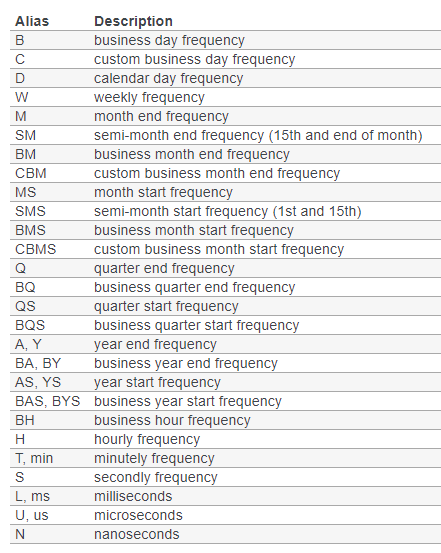 Alias Description
B business day frequency
C custom business day frequency
D calendar day frequency
W weekly frequency
M month end frequency
SM semi-month end frequency (15th and end of month)
BM business month end frequency
CBM custom business month end frequency
MS month start frequency
SMS semi-month start frequency (1st and 15th)
BMS business month start frequency
CBMS custom business month start frequency
Q quarter end frequency
BQ business quarter end frequency
QS quarter start frequency
BQS business quarter start frequency
A, Y year end frequency
BA, BY business year end frequency
AS, YS year start frequency
BAS, BYS business year start frequency
BH business hour frequency
H hourly frequency
T, min minutely frequency
S secondly frequency
L, ms milliseconds
U, us microseconds
N nanoseconds